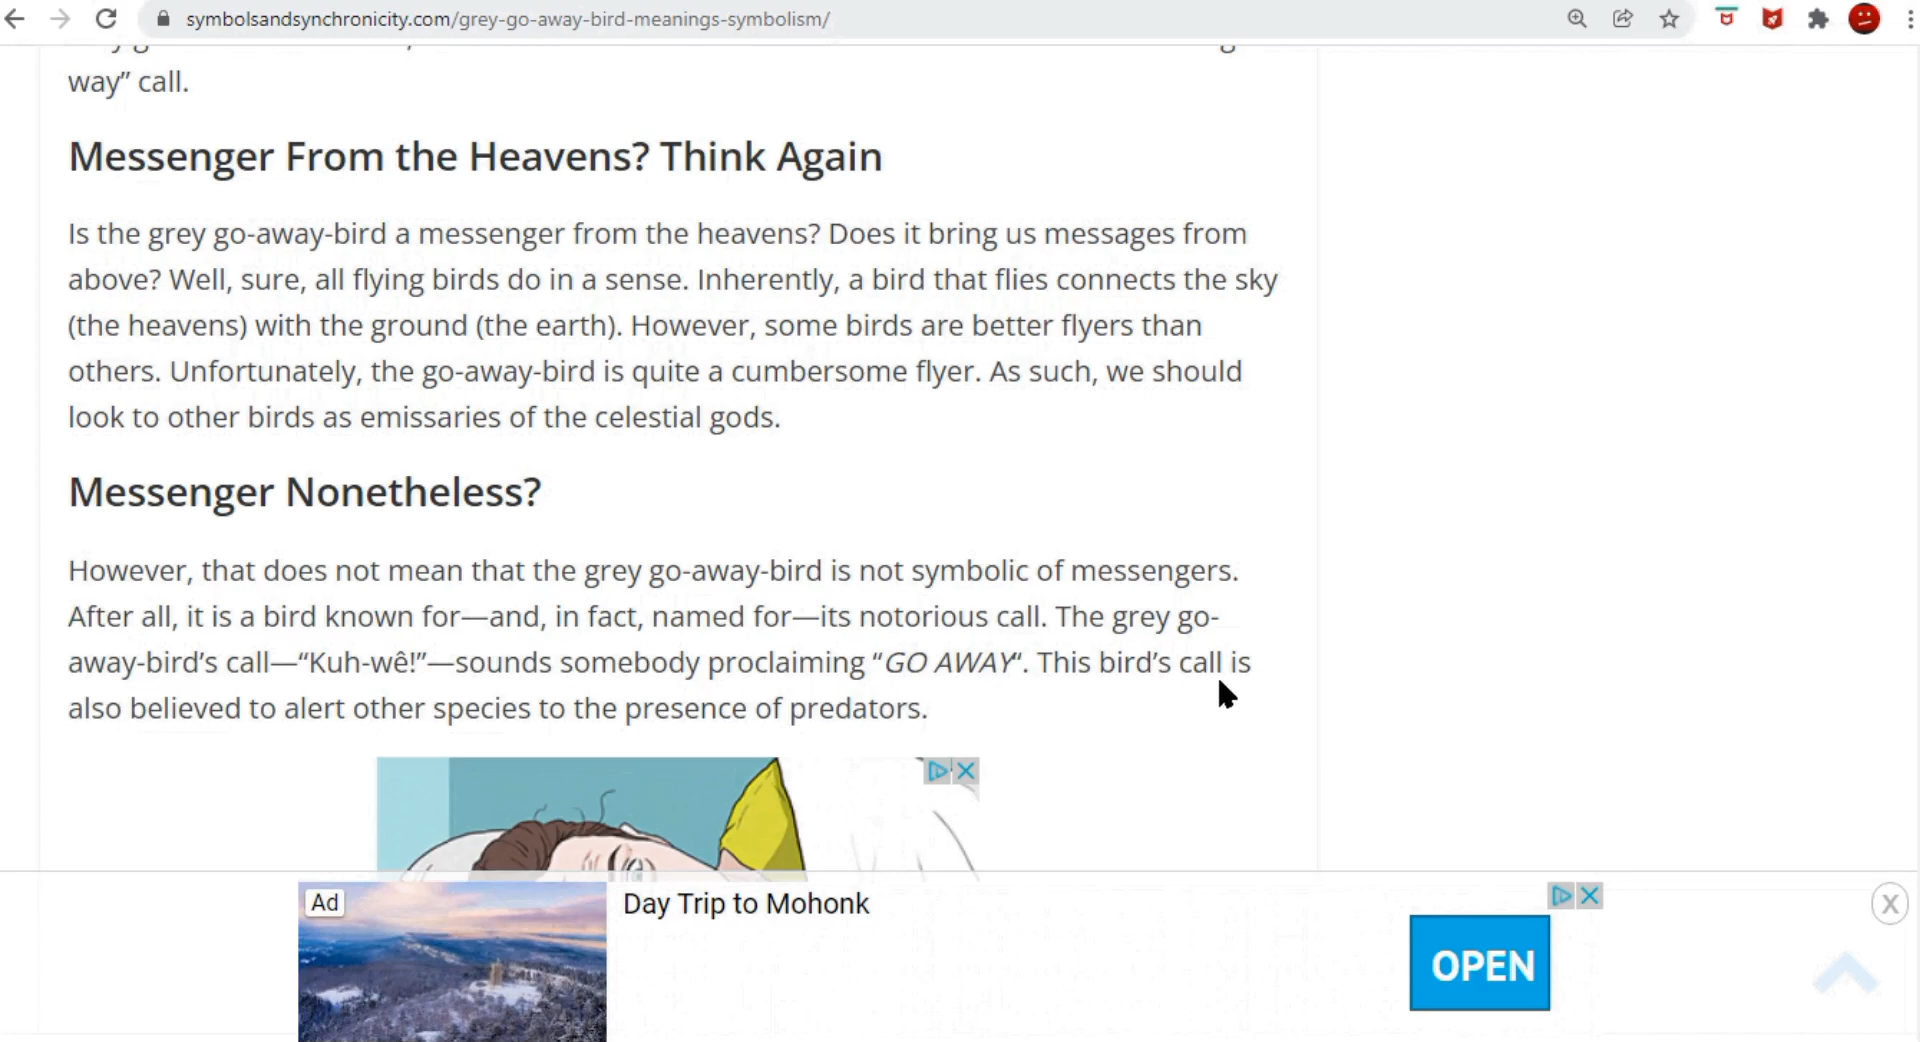 symbolsandsynchronicity.com/grey-go-away-bird-meanings-symbolism/
way” call.
Messenger From the Heavens? Think Again
Is the grey go-away-bird a messenger from the heavens? Does it bring us messages from
above? Well, sure, all flying birds do in a sense. Inherently, a bird that flies connects the sky
(the heavens) with the ground (the earth). However, some birds are better flyers than
others. Unfortunately, the go-away-bird is quite a cumbersome flyer. As such, we should
look to other birds as emissaries of the celestial gods.
Messenger Nonetheless?
However, that does not mean that the grey go-away-bird is not symbolic of messengers.
After all, it is a bird known for—and, in fact, named for—its notorious call. The grey go-
away-bird’s call—“Kuh-wê!”—sounds somebody proclaiming “GO AWAY“. This bird’s call is
also believed to alert other species to the presence of predators.
Ad
Day Trip to Mohonk
OPEN